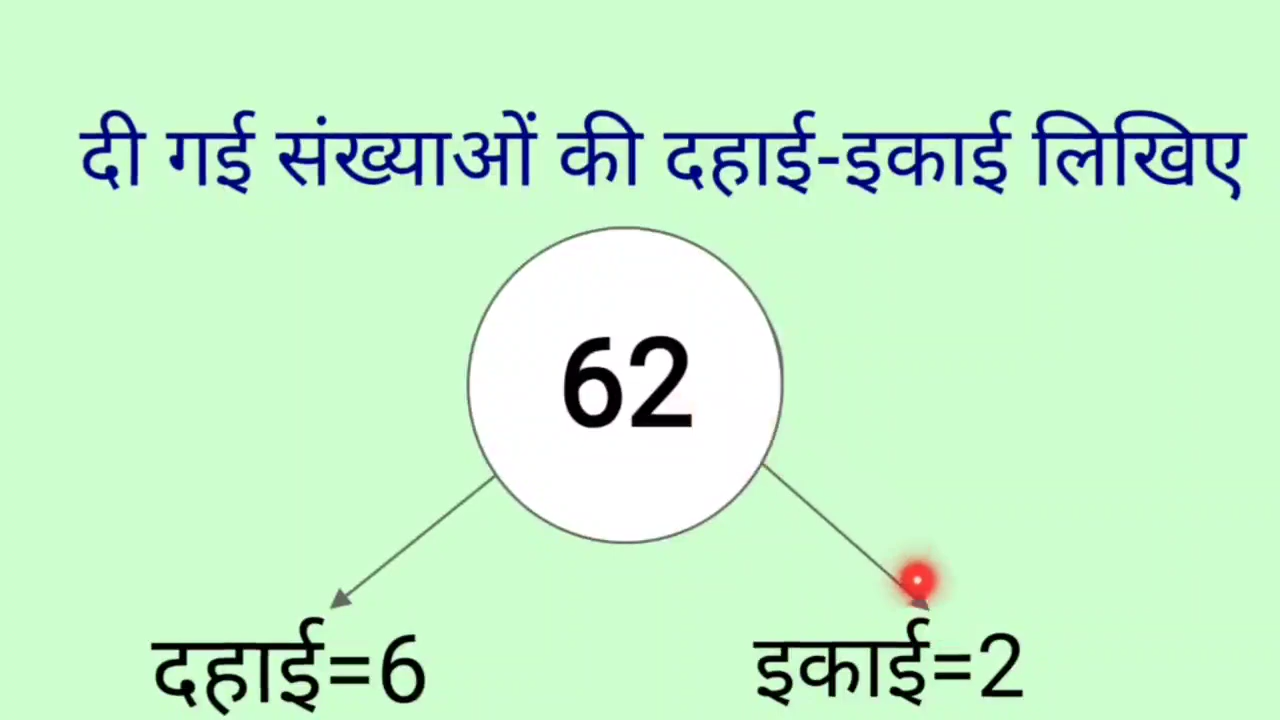 दी गई संख्याओं की दहाई-इकाई लिखिए
62
दहाई=6 इकाई=2